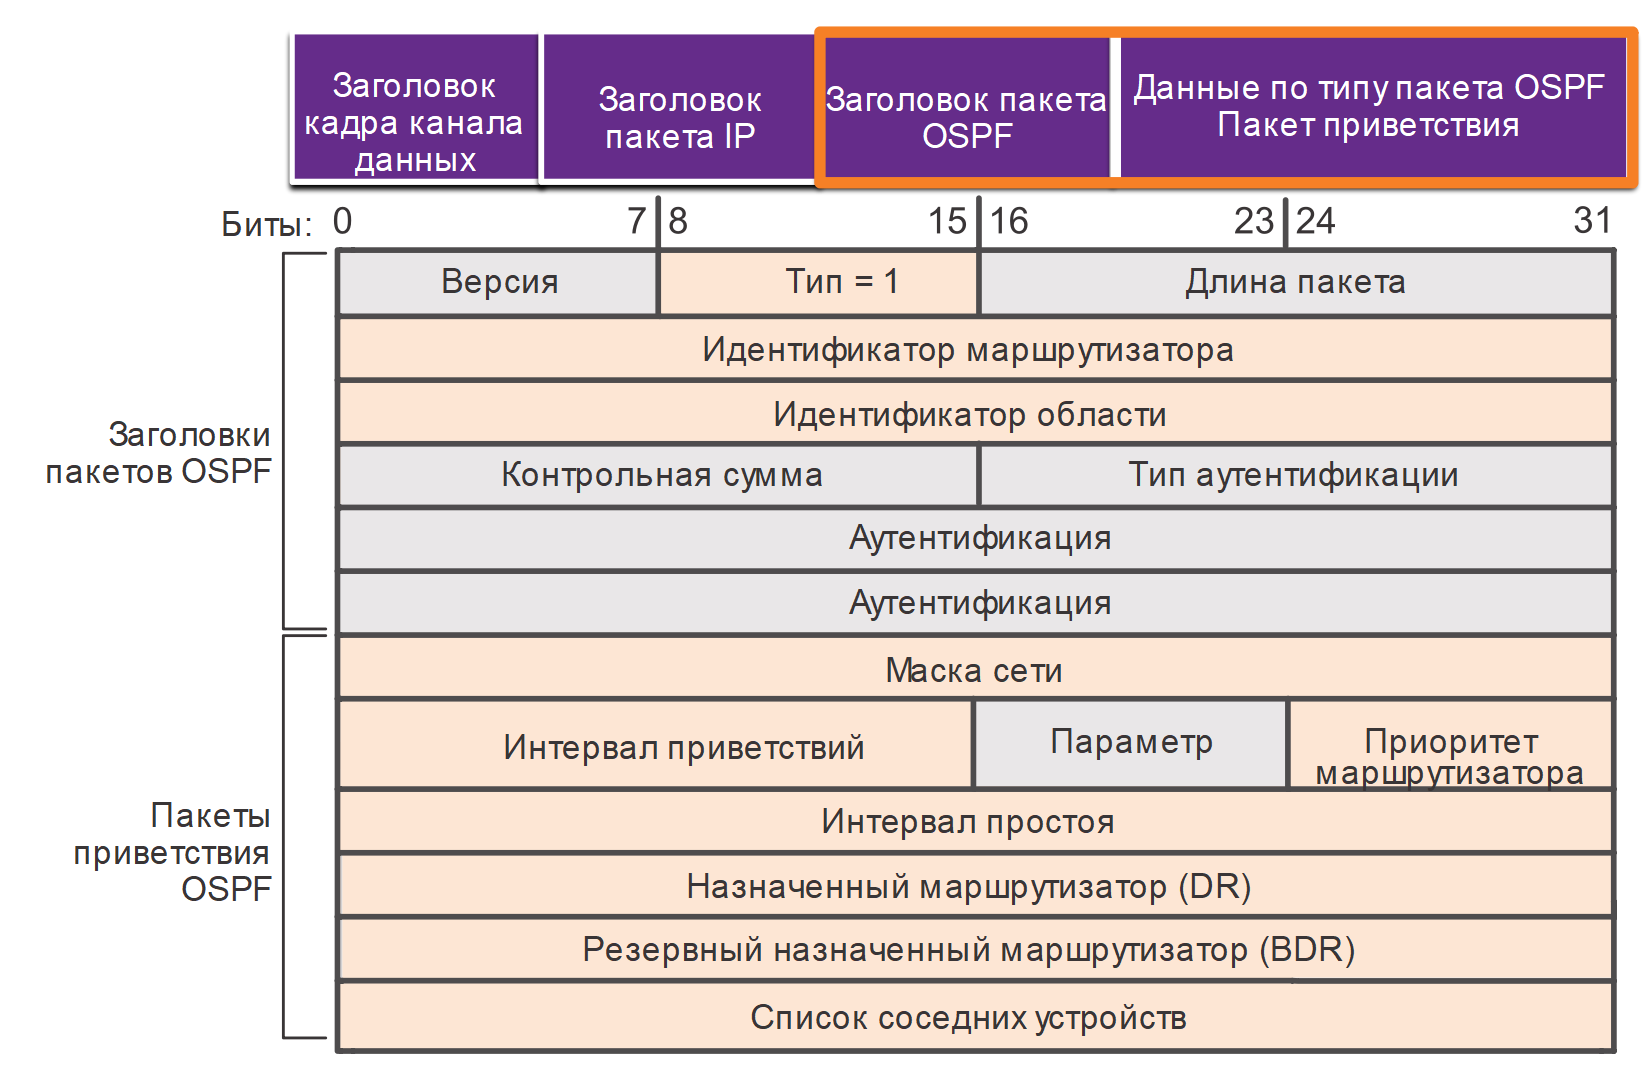 Заголовок
кадра канала
данных
Заголовок
пакета IP
Заголовок пакета
OSPF
Данные по типу пакета OSPF
Пакет приветствия
Биты: 0 7 8 15 16 23 24 31
Заголовки
пакетов OSPF
Версия Тип = 1 Длина пакета
Идентификатор маршрутизатора
Идентификатор области
Контрольная сумма Тип аутентификации
Аутентификация
Аутентификация
Пакеты
приветствия
OSPF
Маска сети
Интервал приветствий Параметр Приоритет
маршрутизатора
Интервал простоя
Назначенный маршрутизатор (DR)
Резервный назначенный маршрутизатор (BDR)
Список соседних устройств